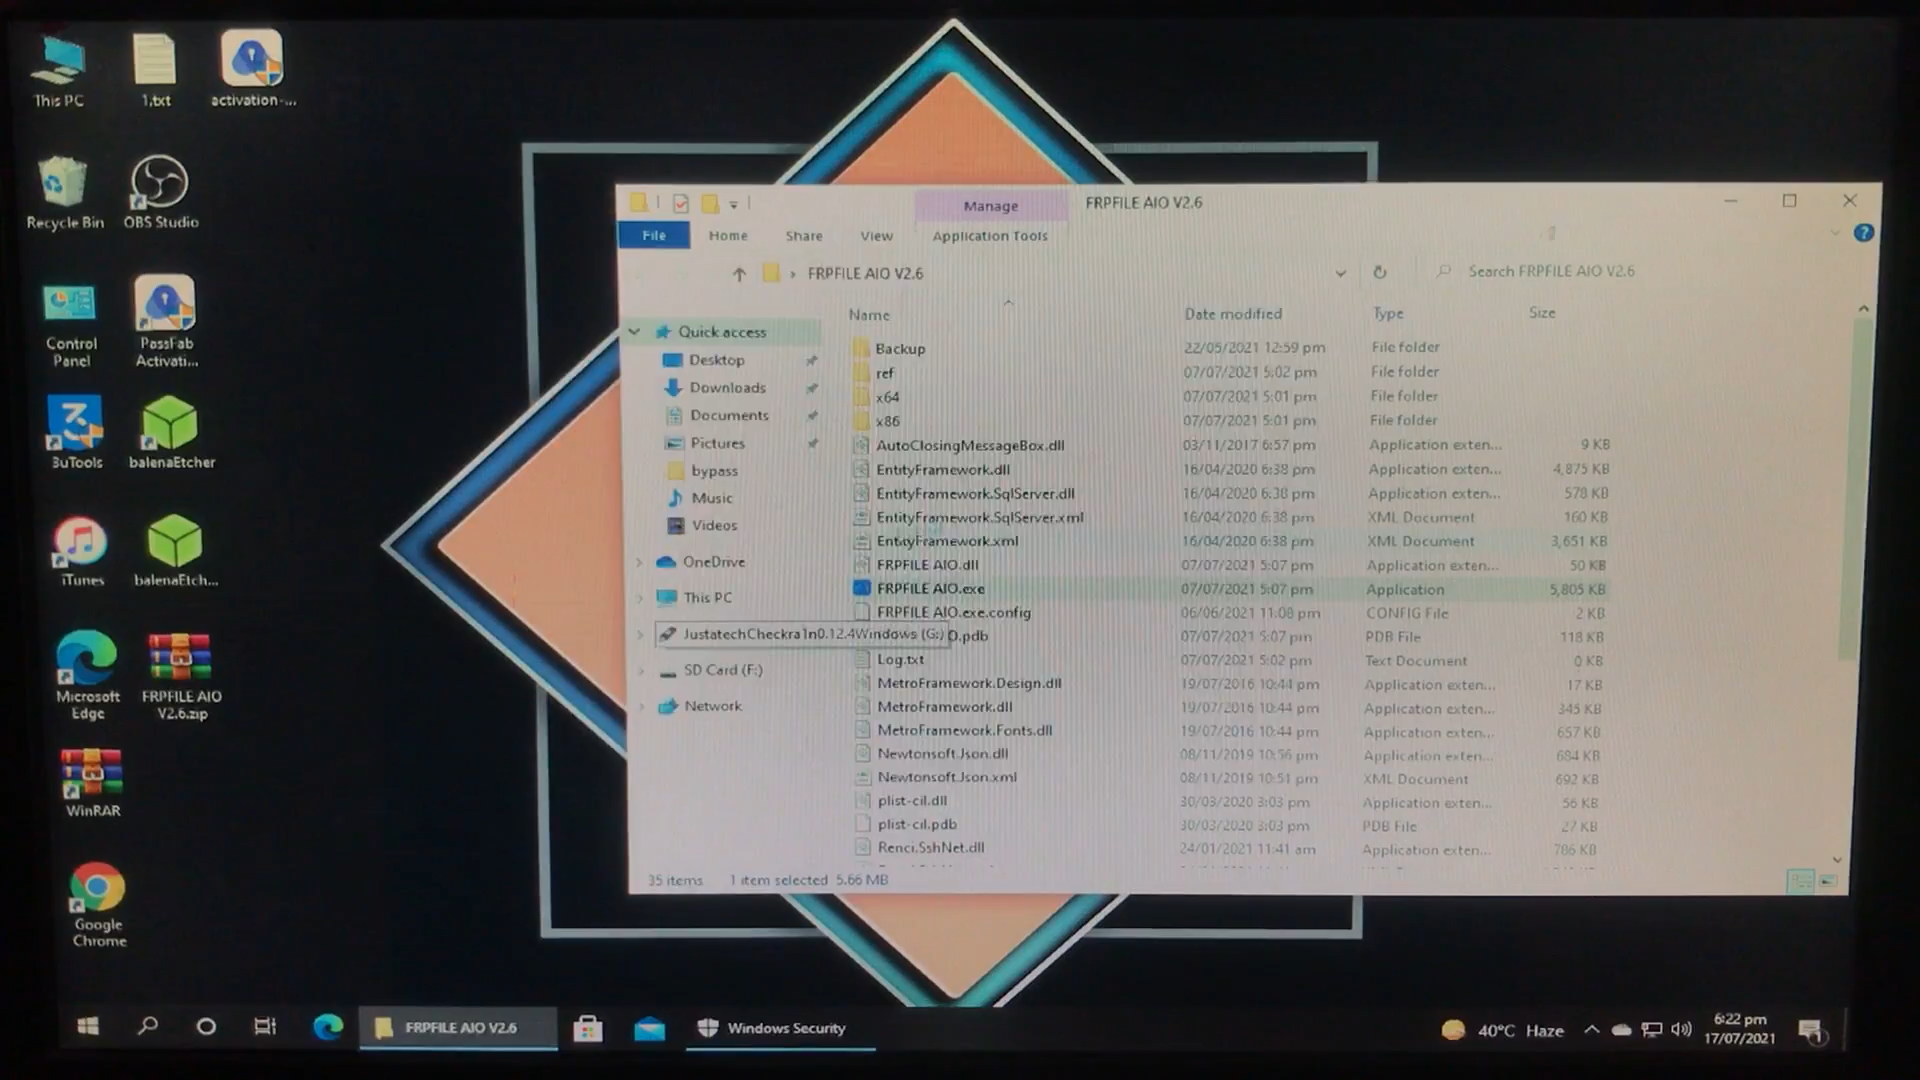 This PC
1.txt
activation-...
Recycle Bin
OBS Studio
Control
Panel
PassFab
Activati...
3uTools
balenaEtcher
iTunes
balenaEtch...
Microsoft
Edge
FRPFILE AIO
V2.6.zip
WinRAR
Google
Chrome
Manage
FRPFILE AIO V2.6
File
Home
Share
View
Application Tools
FRPFILE AIO V2.6
Search FRPFILE AIO V2.6
Name
Date modified
Type
Size
Quick access
Desktop
Downloads
Documents
Pictures
bypass
Music
Videos
OneDrive
This PC
JustatechCheckra1n0.12.4Windows (G:)
SD Card (F:)
Network
Backup 22/05/2021 12:59 pm File folder
ref 07/07/2021 5:02 pm File folder
x64 07/07/2021 5:01 pm File folder
x86 07/07/2021 5:01 pm File folder
AutoClosingMessageBox.dll 03/11/2017 6:57 pm Application exten... 9 KB
EntityFramework.dll 16/04/2020 6:38 pm Application exten... 4,875 KB
EntityFramework.SqlServer.dll 16/04/2020 6:38 pm Application exten... 578 KB
EntityFramework.SqlServer.xml 16/04/2020 6:38 pm XML Document 160 KB
EntityFramework.xml 16/04/2020 6:38 pm XML Document 3,651 KB
FRPFILE AIO.dll 07/07/2021 5:07 pm Application exten... 50 KB
FRPFILE AIO.exe 07/07/2021 5:07 pm Application 5,805 KB
FRPFILE AIO.exe.config 06/06/2021 11:08 pm CONFIG File 2 KB
O.pdb 07/07/2021 5:07 pm PDB File 118 KB
Log.txt 07/07/2021 5:02 pm Text Document 0 KB
MetroFramework.Design.dll 19/07/2016 10:44 pm Application exten... 17 KB
MetroFramework.dll 19/07/2016 10:44 pm Application exten... 345 KB
MetroFramework.Fonts.dll 19/07/2016 10:44 pm Application exten... 657 KB
Newtonsoft.Json.dll 08/11/2019 10:56 pm Application exten... 684 KB
Newtonsoft.Json.xml 08/11/2019 10:51 pm XML Document 692 KB
plist-cil.dll 30/03/2020 3:03 pm Application exten... 56 KB
plist-cil.pdb 30/03/2020 3:03 pm PDB File 27 KB
Renci.SshNet.dll 24/01/2021 11:41 am Application exten... 786 KB
35 items 1 item selected 5.66 MB
FRPFILE AIO V2.6
Windows Security
40°C Haze
6:22 pm
17/07/2021
1